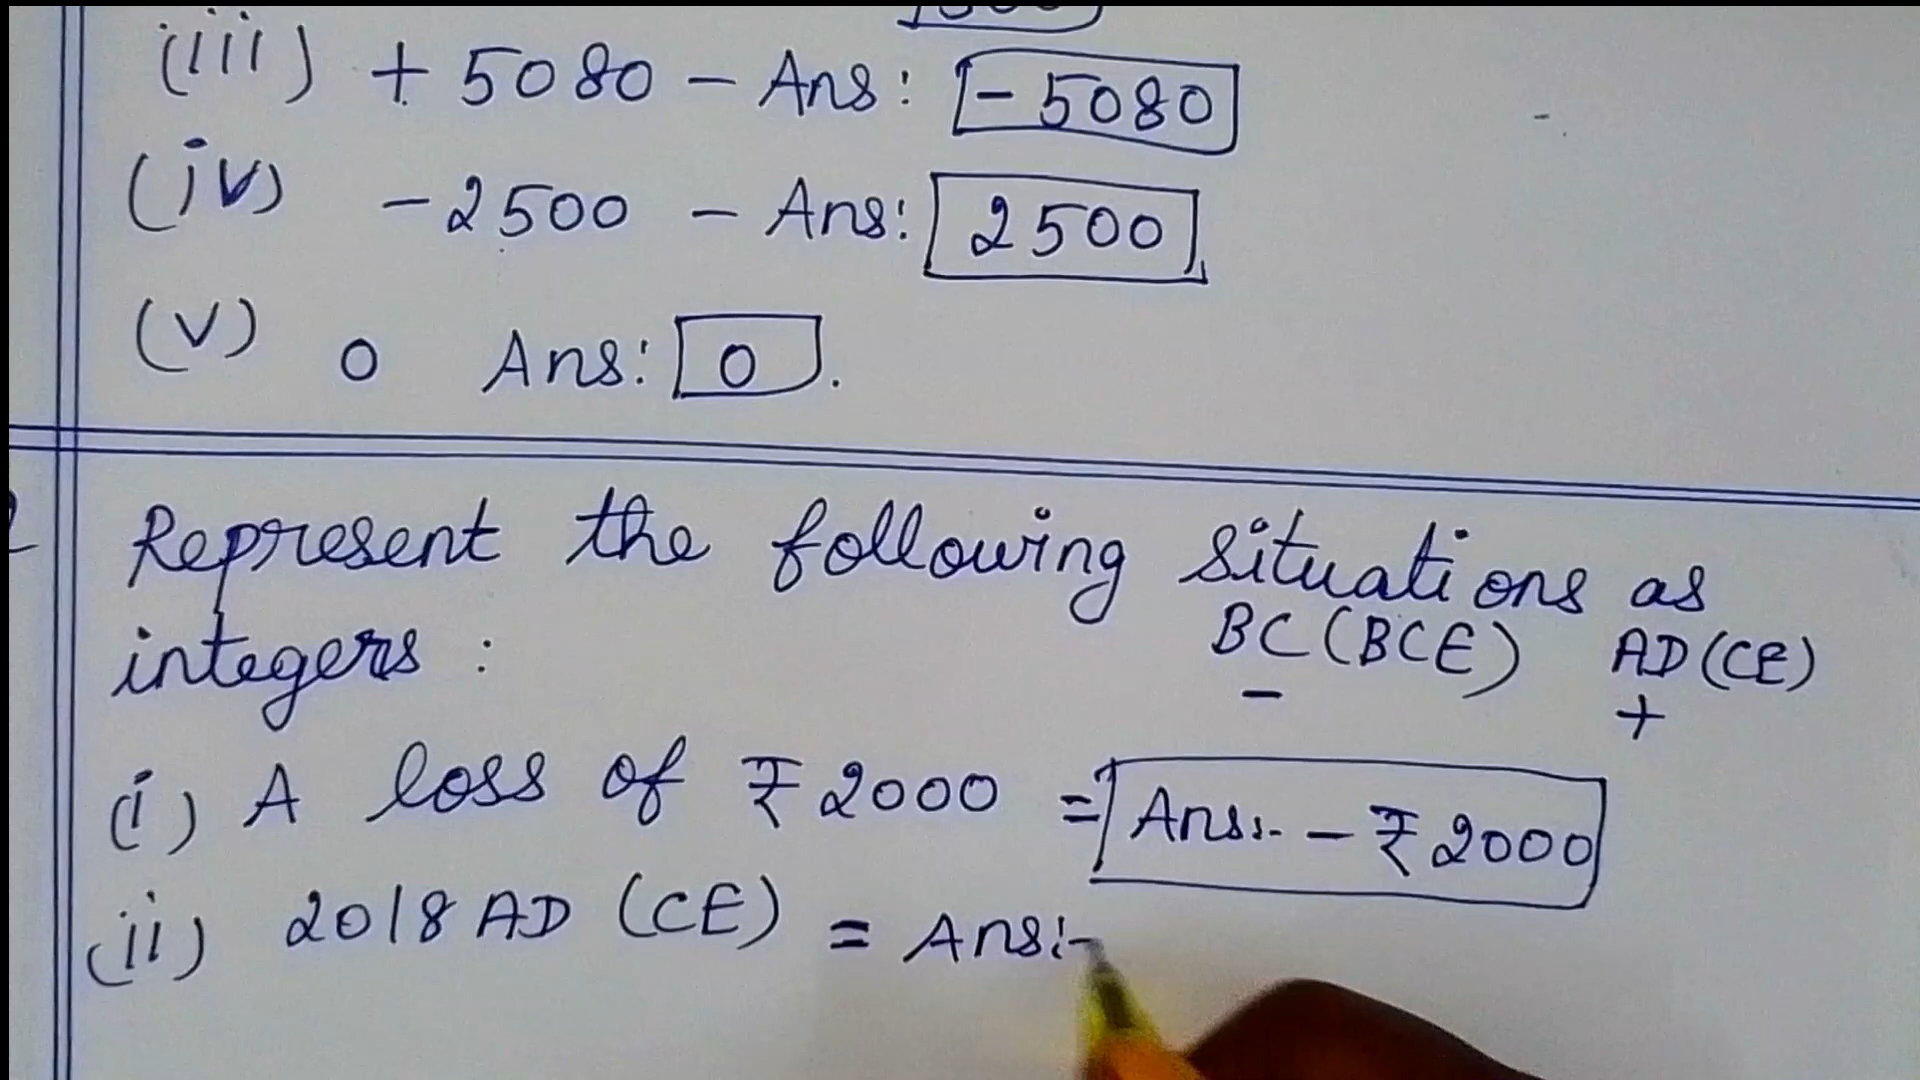 (iii) + 5080 - Ans: - 5080
(iv) - 2500 - Ans: 2500
(v) 0 Ans: 0.
Represent the following situations as
integers :
BC (BCE) AD (CE)
- +
(i) A loss of ₹ 2000 = Ans:- - ₹ 2000
(ii) 2018 AD (CE) = Ans:-